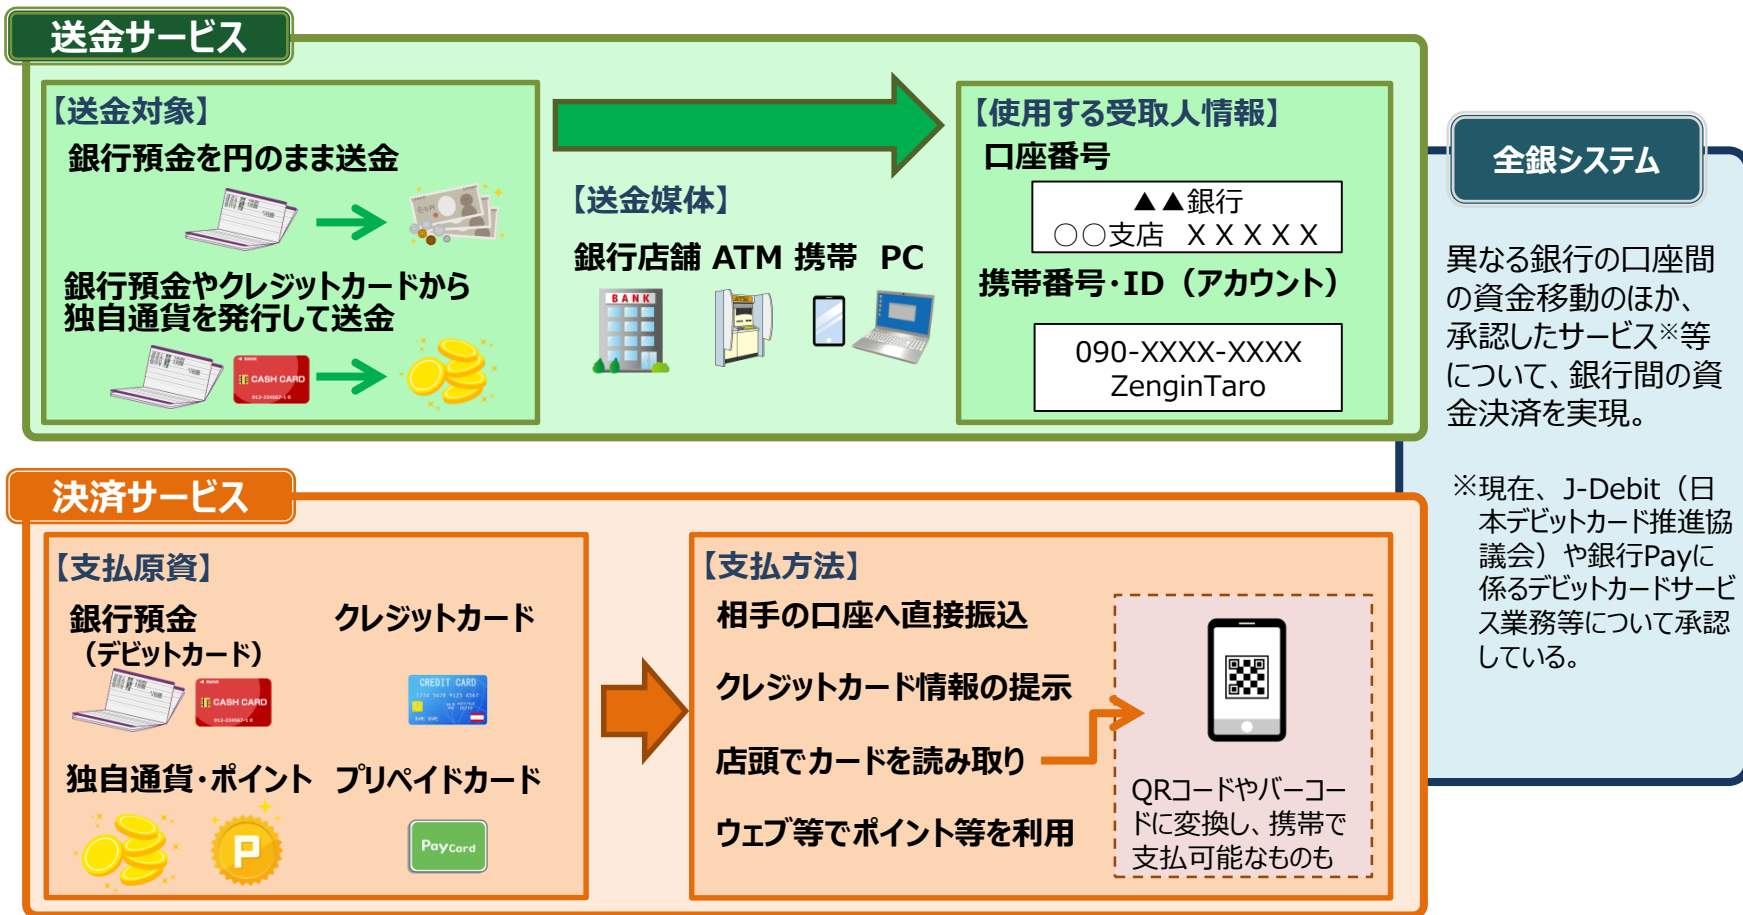 送金サービス
【送金対象】
銀行預金を円のまま送金
銀行預金やクレジットカードから
独自通貨を発行して送金
CASH CARD
【送金媒体】
銀行店舗 ATM 携帯 PC
BANK
【使用する受取人情報】
口座番号
▲▲銀行
○○支店 ＸＸＸＸＸ
携帯番号・ID（アカウント）
090-XXXX-XXXX
ZenginTaro
決済サービス
【支払原資】
銀行預金
（デビットカード）
クレジットカード
CASH CARD
CREDIT CARD
独自通貨・ポイント
プリペイドカード
P
PayCard
【支払方法】
相手の口座へ直接振込
クレジットカード情報の提示
店頭でカードを読み取り
ウェブ等でポイント等を利用
QRコードやバーコー
ドに変換し、携帯で
支払可能なものも
全銀システム
異なる銀行の口座間
の資金移動のほか、
承認したサービス※等
について、銀行間の資
金決済を実現。
※現在、J-Debit（日
本デビットカード推進協
議会）や銀行Payに
係るデビットカードサービ
ス業務等について承認
している。